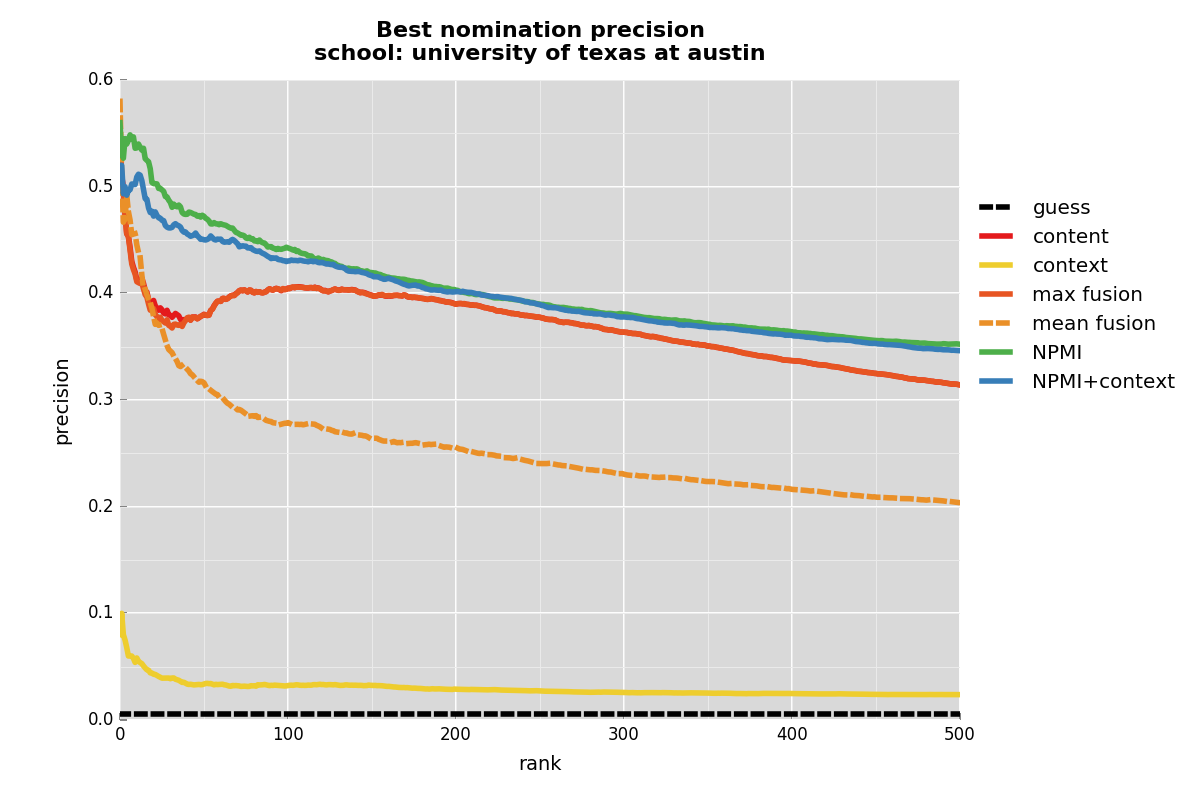 Best nomination precision
school: university of texas at austin
precision
0.6
0.5
0.4
0.3
0.2
0.1
0.0
0 100 200 300 400 500
rank
guess
content
context
max fusion
mean fusion
NPMI
NPMI+context